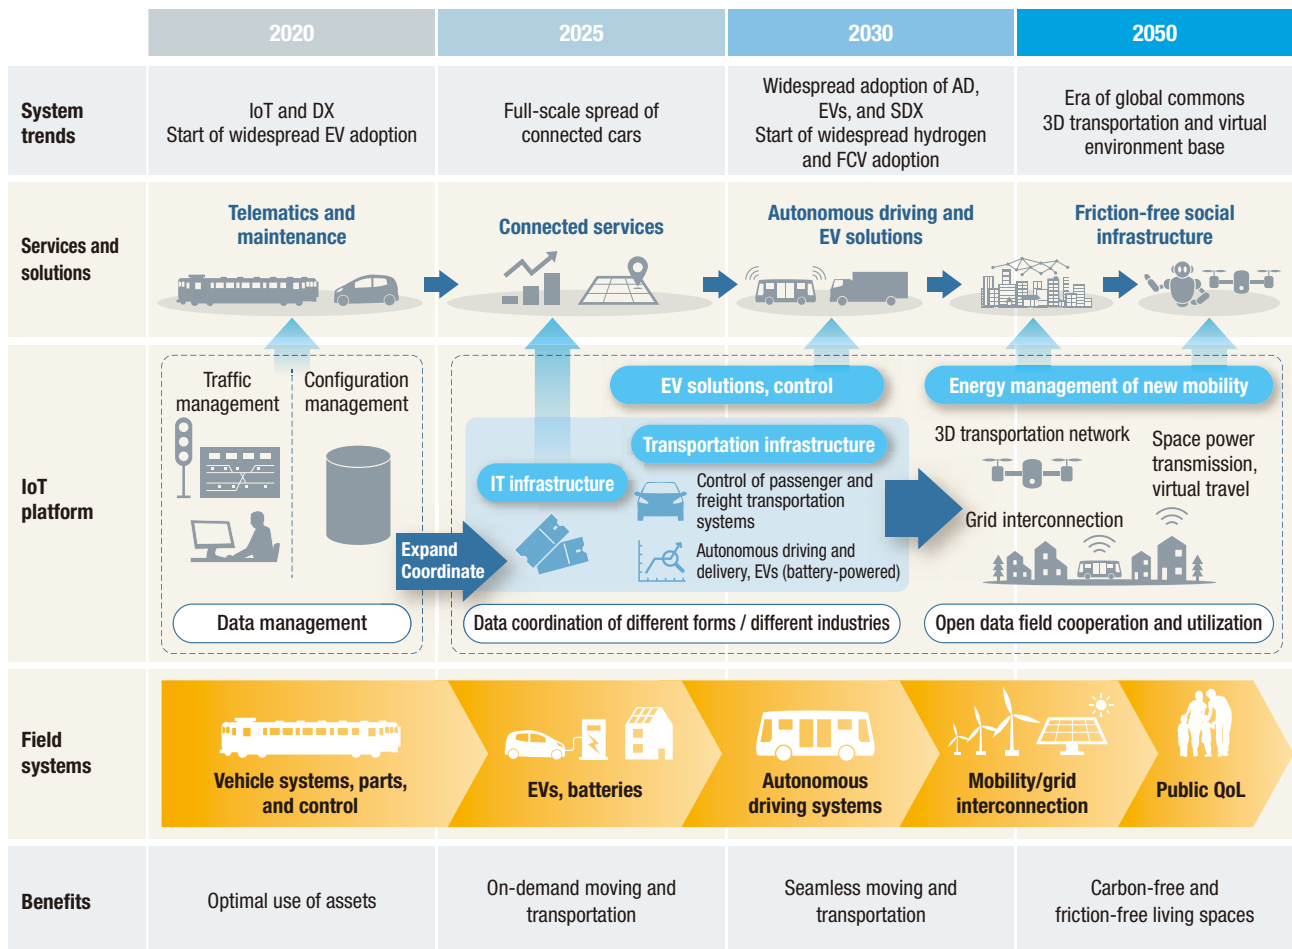 2020
2025
2030
2050
System
trends
IoT and DX
Start of widespread EV adoption
Full-scale spread of
connected cars
Widespread adoption of AD,
EVs, and SDX
Start of widespread hydrogen
and FCV adoption
Era of global commons
3D transportation and virtual
environment base
Services and
solutions
Telematics and
maintenance
Connected services
Autonomous driving and
EV solutions
Friction-free social
infrastructure
IoT
platform
Traffic
management
Configuration
management
Data management
Expand
Coordinate
EV solutions, control
Transportation infrastructure
IT infrastructure
Control of passenger and
freight transportation
systems
Autonomous driving and
delivery, EVs (battery-powered)
Data coordination of different forms / different industries
Energy management of new mobility
3D transportation network
Space power
transmission,
virtual travel
Grid interconnection
Open data field cooperation and utilization
Field
systems
Vehicle systems, parts,
and control
EVs, batteries
Autonomous
driving systems
Mobility/grid
interconnection
Public QoL
Benefits
Optimal use of assets
On-demand moving and
transportation
Seamless moving and
transportation
Carbon-free and
friction-free living spaces